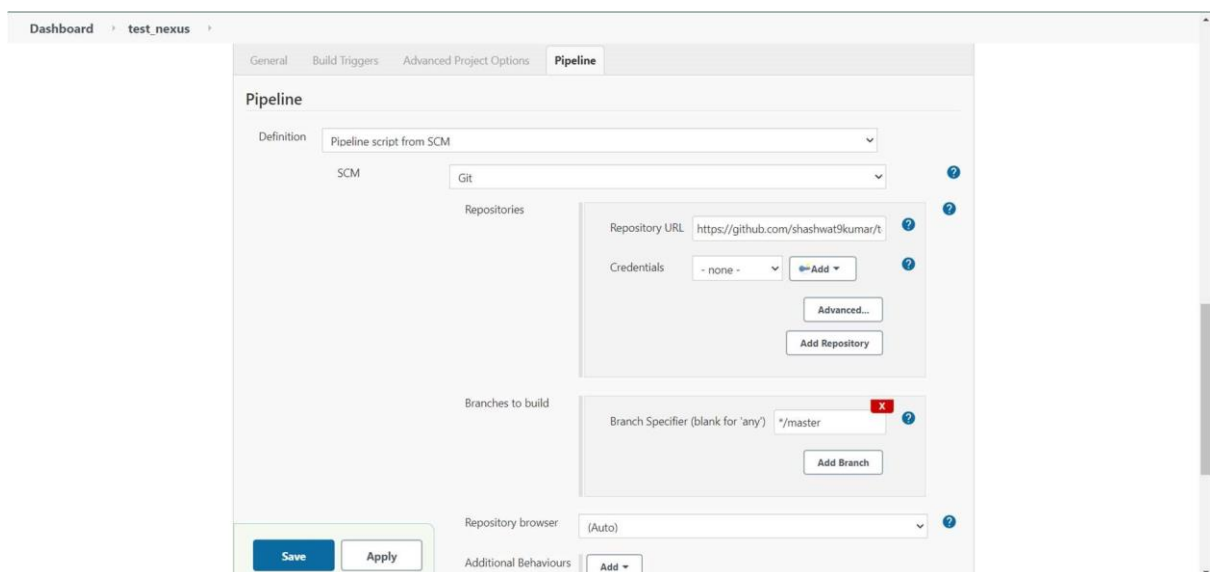 Dashboard test_nexus
General Build Triggers Advanced Project Options Pipeline
Pipeline
Definition Pipeline script from SCM
SCM Git
Repositories
Repository URL https://github.com/shashwat9kumar/t
Credentials - none - Add
Advanced...
Add Repository
Branches to build
X
Branch Specifier (blank for 'any') */master
Add Branch
Repository browser (Auto)
Save Apply
Additional Behaviours Add